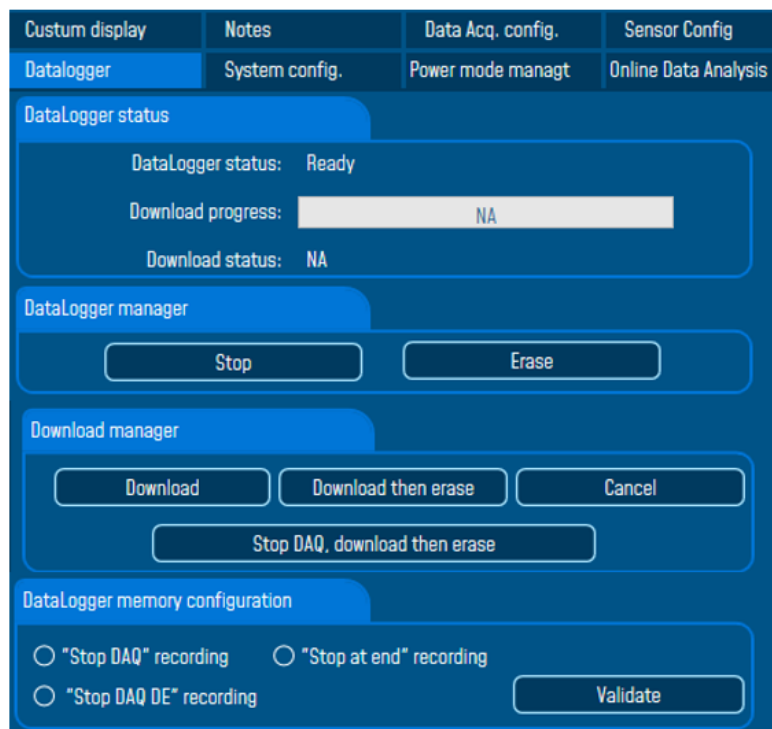 Custum display Notes Data Acq. config. Sensor Config
Datalogger System config. Power mode managt Online Data Analysis
DataLogger status
DataLogger status: Ready
Download progress: NA
Download status: NA
DataLogger manager
Stop Erase
Download manager
Download Download then erase Cancel
Stop DAQ, download then erase
DataLogger memory configuration
"Stop DAQ" recording "Stop at end" recording
"Stop DAQ DE" recording Validate